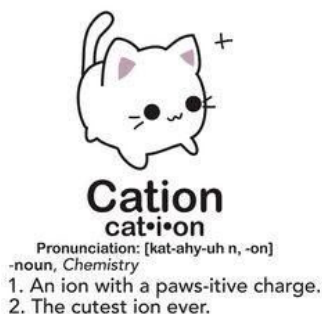 +
Cation
cat•i•on
Pronunciation: [kat-ahy-uh n, -on]
-noun, Chemistry
1. An ion with a paws-itive charge.
2. The cutest ion ever.